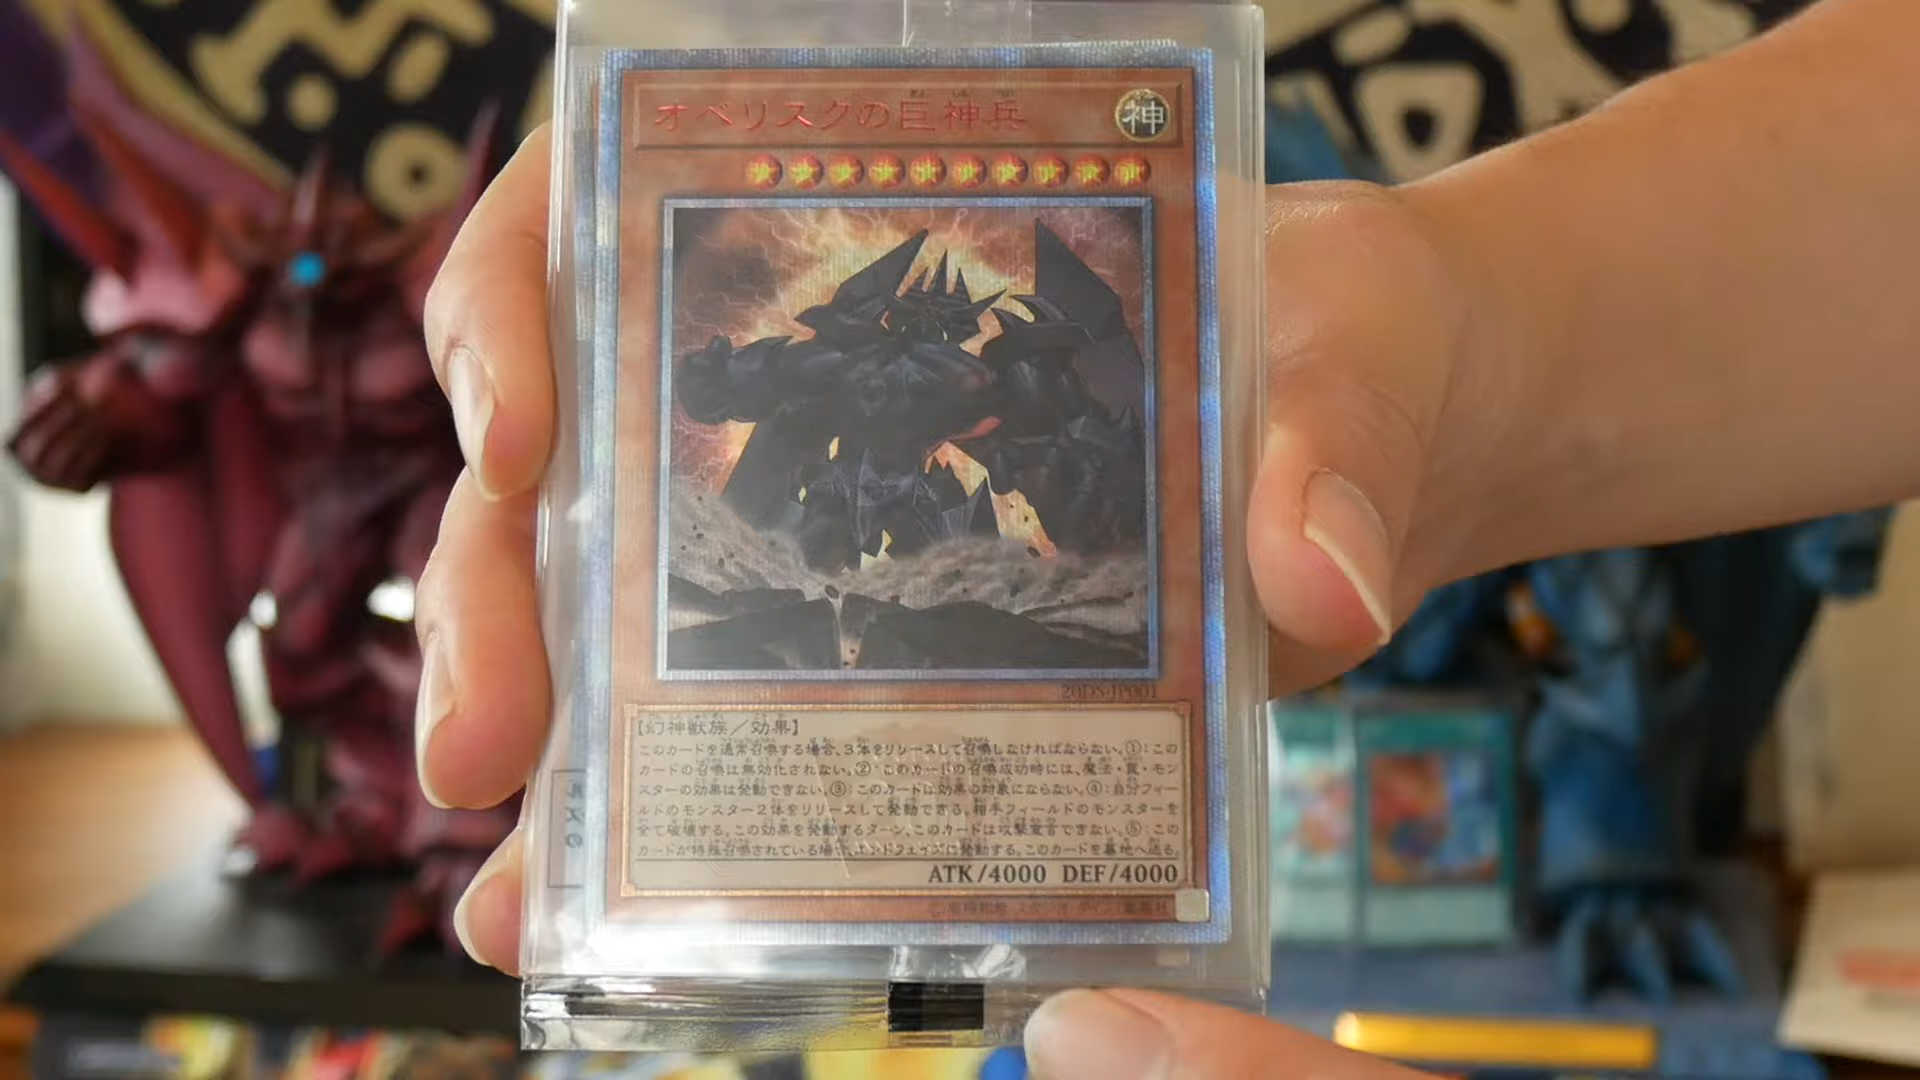 オベリスクの巨神兵
神
20DS-JP001
[幻神獣族／効果]
このカードを通常召喚する場合、3体をリリースして召喚しなければならない。①：この
カードの召喚は無効化されない。②：このカードの召喚成功時には、魔法・罠・モン
スターの効果は発動できない。③：このカードは効果の対象にならない。④：自分フィー
ルドのモンスター２体をリリースして発動できる。相手フィールドのモンスターを
全て破壊する。この効果を発動するターン、このカードは攻撃宣言できない。⑤：この
カードが特殊召喚されている場合、エンドフェイズに発動する。このカードを墓地へ送る。
ATK/4000 DEF/4000